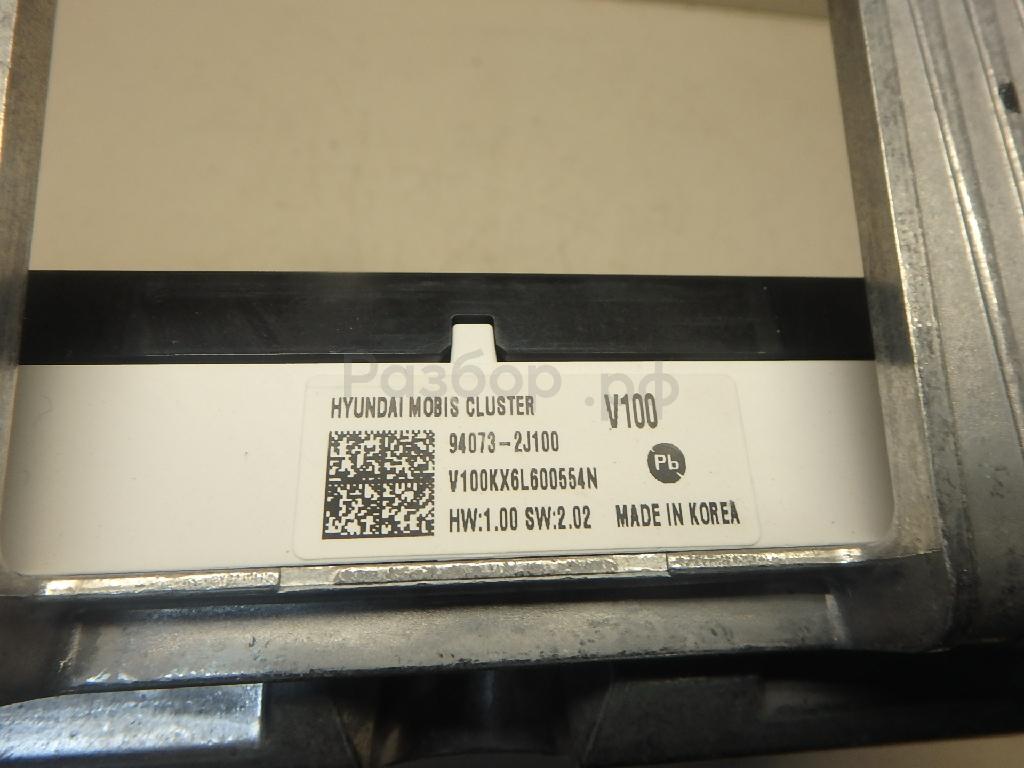 Разбор.рф
HYUNDAI MOBIS CLUSTER
V100
94073-2J100
Pb
V100KX6L600554N
HW:1.00 SW:2.02
MADE IN KOREA